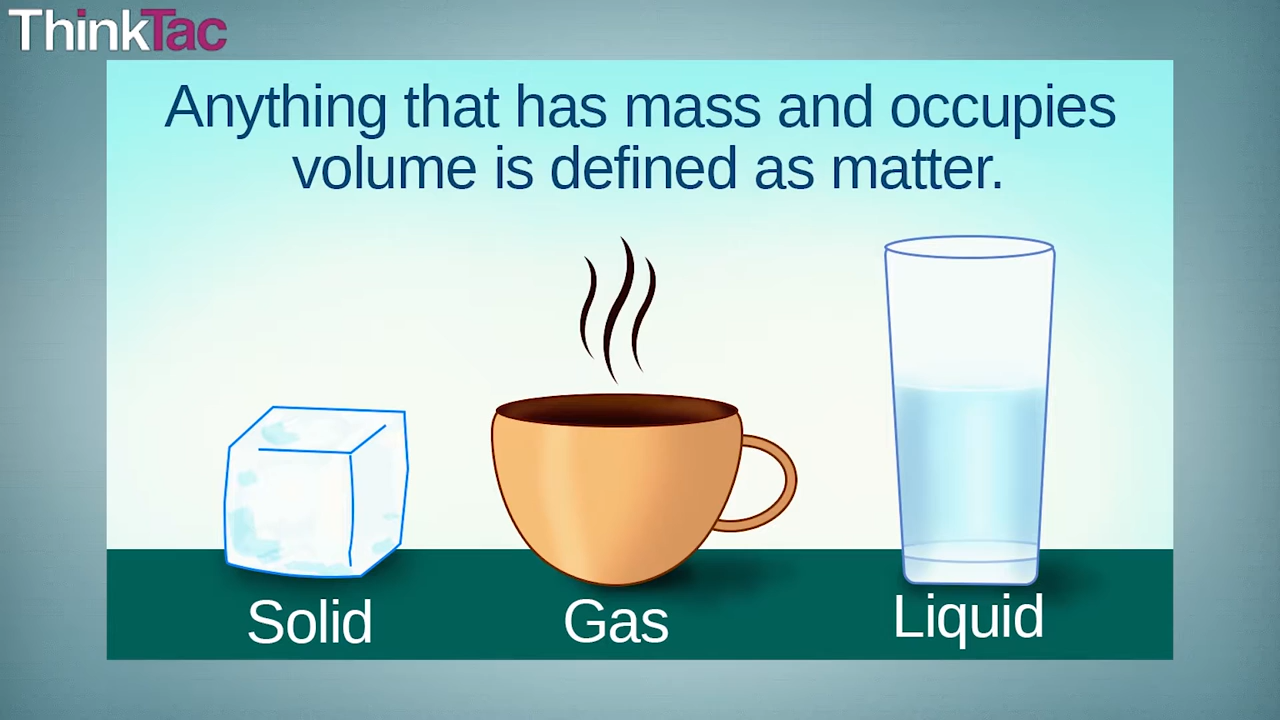 ThinkTac
Anything that has mass and occupies
volume is defined as matter.
Solid
Gas
Liquid